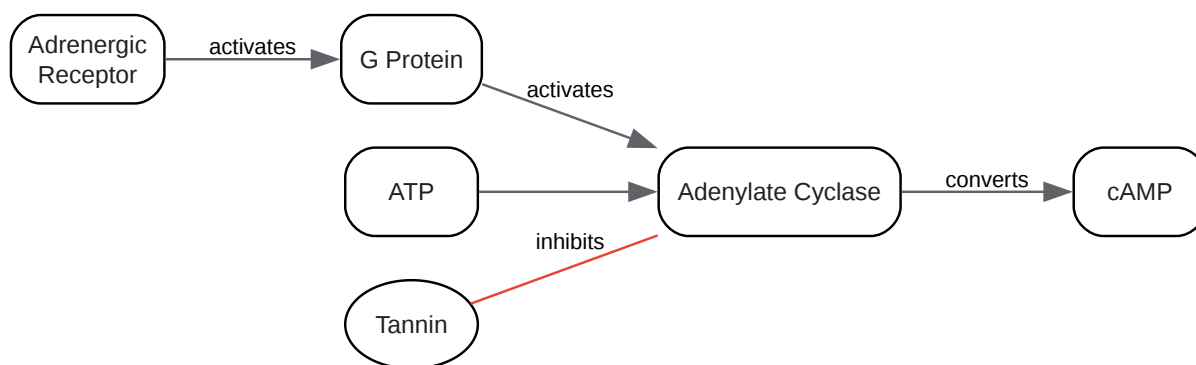 Adrenergic
Receptor
activates
G Protein
activates
ATP
Adenylate Cyclase
converts
cAMP
inhibits
Tannin